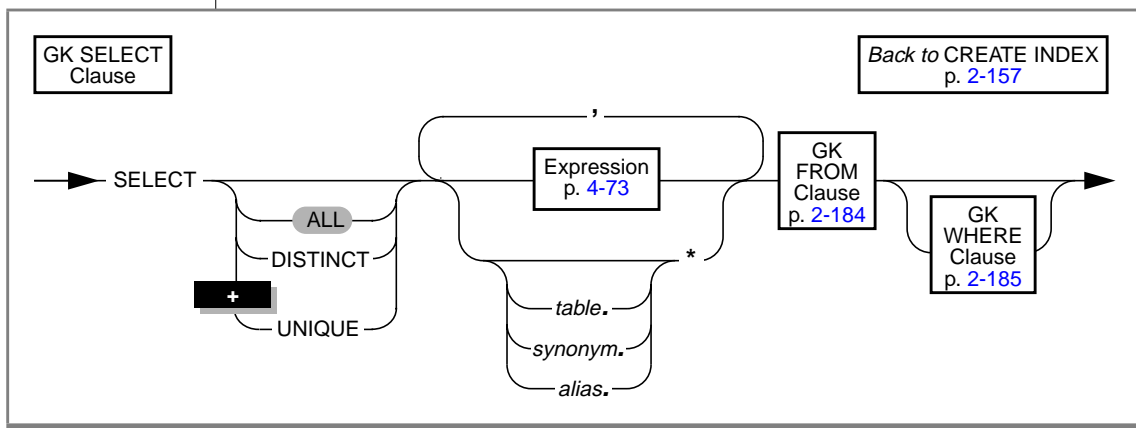 GK SELECT
Clause
Back to CREATE INDEX
p. 2-157
,
SELECT
ALL
DISTINCT
+
UNIQUE
Expression
p. 4-73
*
table.
synonym.
alias.
GK
FROM
Clause
p. 2-184
GK
WHERE
Clause
p. 2-185